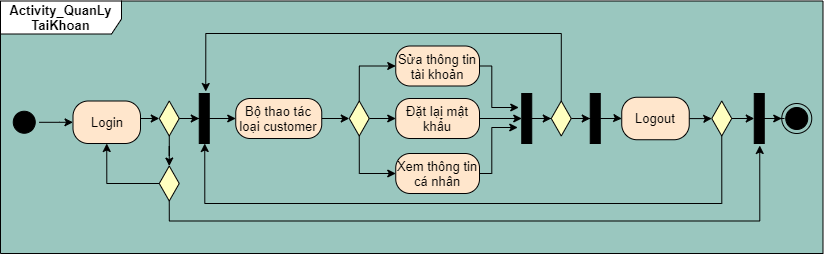 Activity_QuanLy
TaiKhoan
Login
Bộ thao tác
loại customer
Sửa thông tin
tài khoản
Đặt lại mật
khẩu
Xem thông tin
cá nhân
Logout